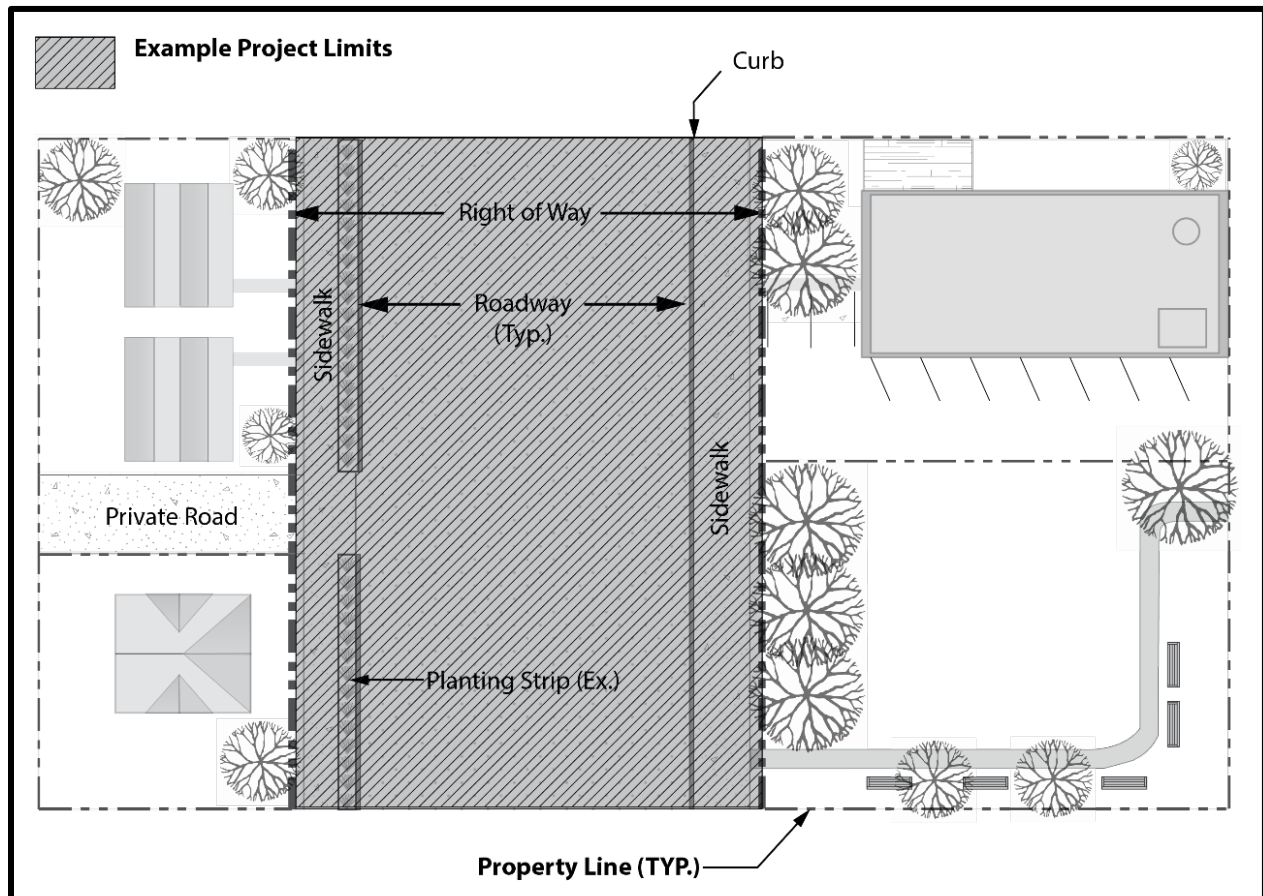 Example Project Limits
Curb
Right of Way
Roadway
(Typ.)
Sidewalk
Sidewalk
Private Road
Planting Strip (Ex.)
Property Line (TYP.)